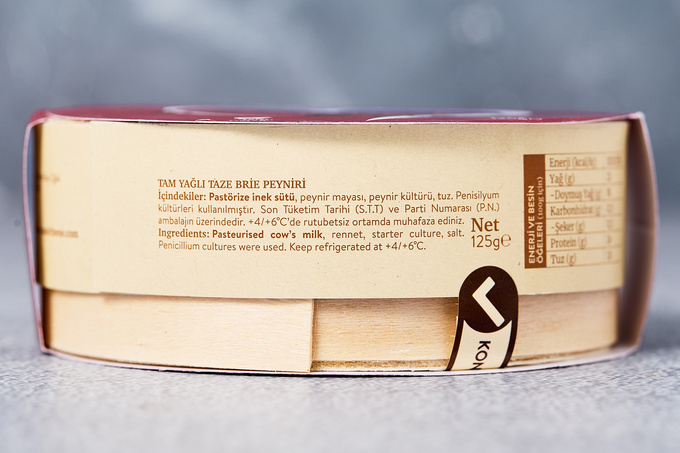 TAM YAĞLI TAZE BRIE PEYNİRİ
İçindekiler: Pastörize inek sütü, peynir mayası, peynir kültürü, tuz. Penisilyum
kültürleri kullanılmıştır. Son Tüketim Tarihi (S.T.T) ve Parti Numarası (P.N.)
ambalajın üzerindedir. +4/+6°C'de rutubetsiz ortamda muhafaza ediniz.
Ingredients: Pasteurised cow's milk, rennet, starter culture, salt.
Penicillium cultures were used. Keep refrigerated at +4/+6°C.
Net
125g℮
ENERJİ VE BESİN
ÖĞELERİ (100g için)
Enerji (kcal/kj)
Yağ (g)
-Doymuş Yağ (g)
Karbonhidrat (g)
-Şeker (g)
Protein (g)
Tuz (g)
KON